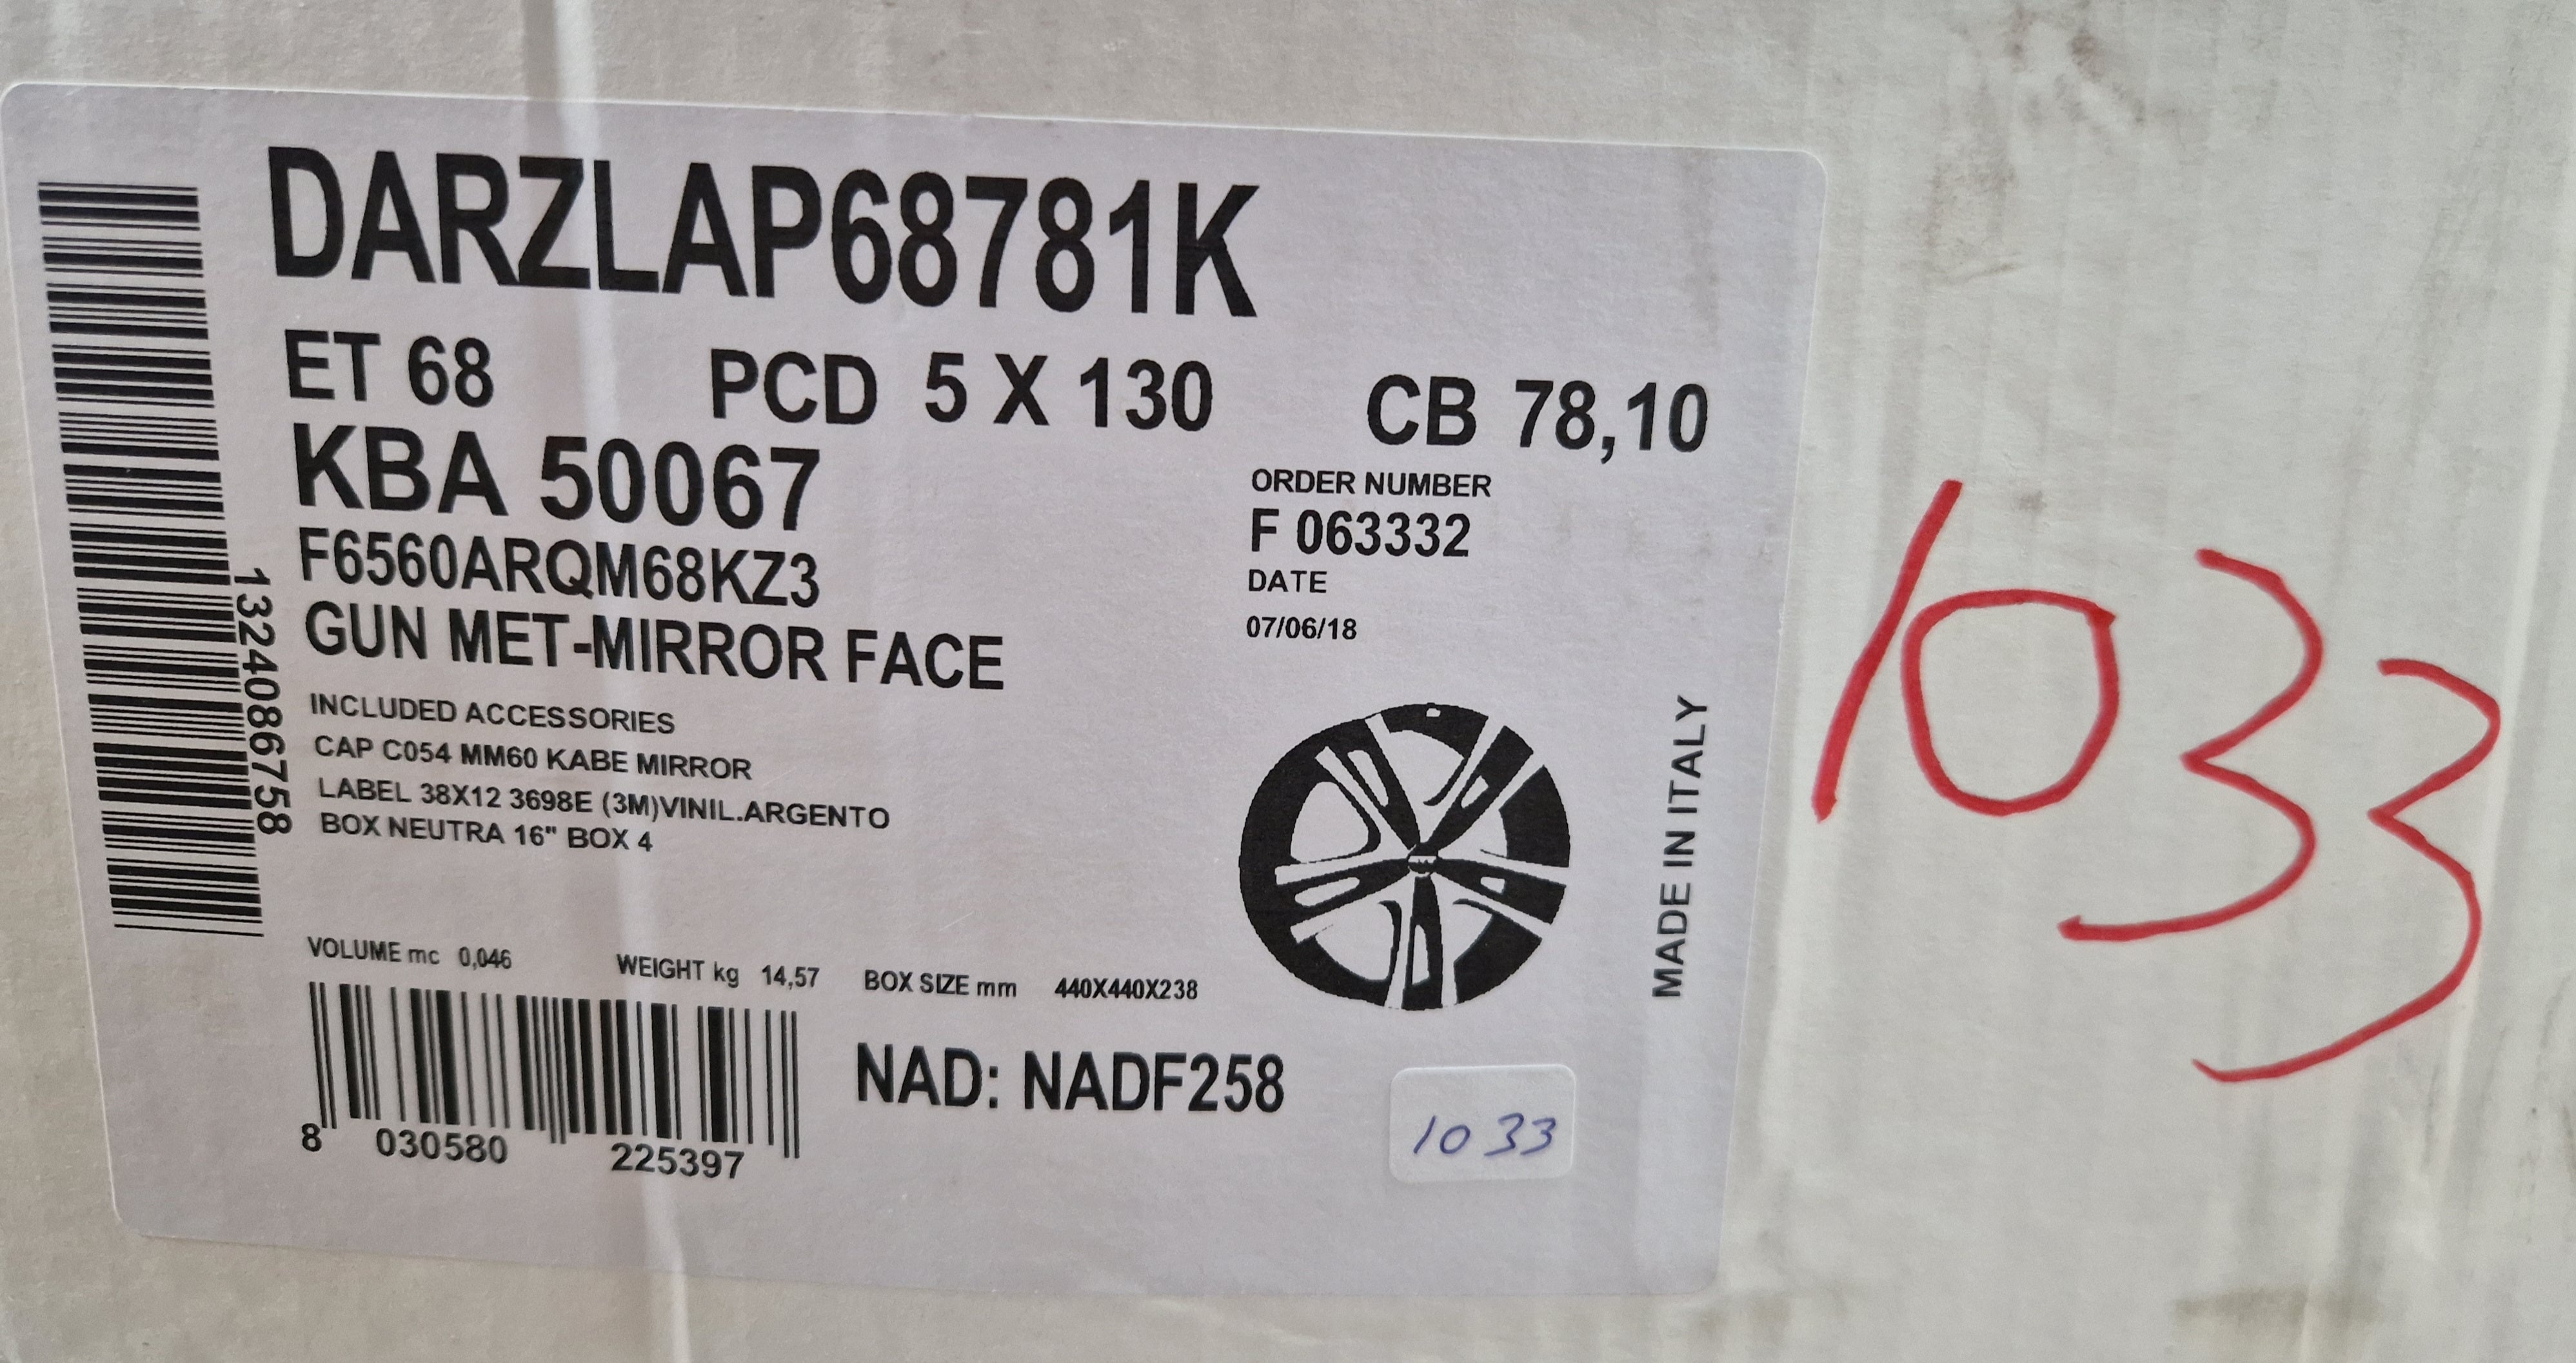 DARZLAP68781K
ET 68 PCD 5 X 130 CB 78,10
KBA 50067
F6560ARQM68KZ3
GUN MET-MIRROR FACE
ORDER NUMBER
F 063332
DATE
07/06/18
INCLUDED ACCESSORIES
CAP C054 MM60 KABE MIRROR
LABEL 38X12 3698E (3M)VINIL.ARGENTO
BOX NEUTRA 16" BOX 4
1324086758
VOLUME mc 0,046 WEIGHT kg 14,57 BOX SIZE mm 440X440X238
8 030580 225397
NAD: NADF258
MADE IN ITALY
1033
1033